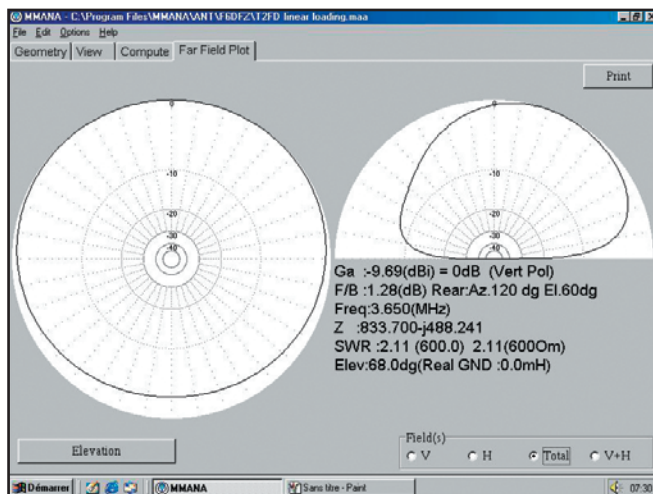 MMANA - C:\Program Files\MMANA\ANT\F6DFZ\T2FD linear loading.maa
File Edit Options Help
Geometry View Compute Far Field Plot
Print
0
-10
-20
-30
-40
0
-10
-20
-30
-40
Ga :-9.69(dBi) = 0dB (Vert Pol)
F/B :1.28(dB) Rear:Az.120 dg El.60dg
Freq:3.650(MHz)
Z :833.700-j488.241
SWR :2.11 (600.0) 2.11(600Om)
Elev:68.0dg(Real GND :0.0mH)
Elevation
Field(s)
V H Total V+H
Démarrer MMANA Sans titre - Paint 07:30